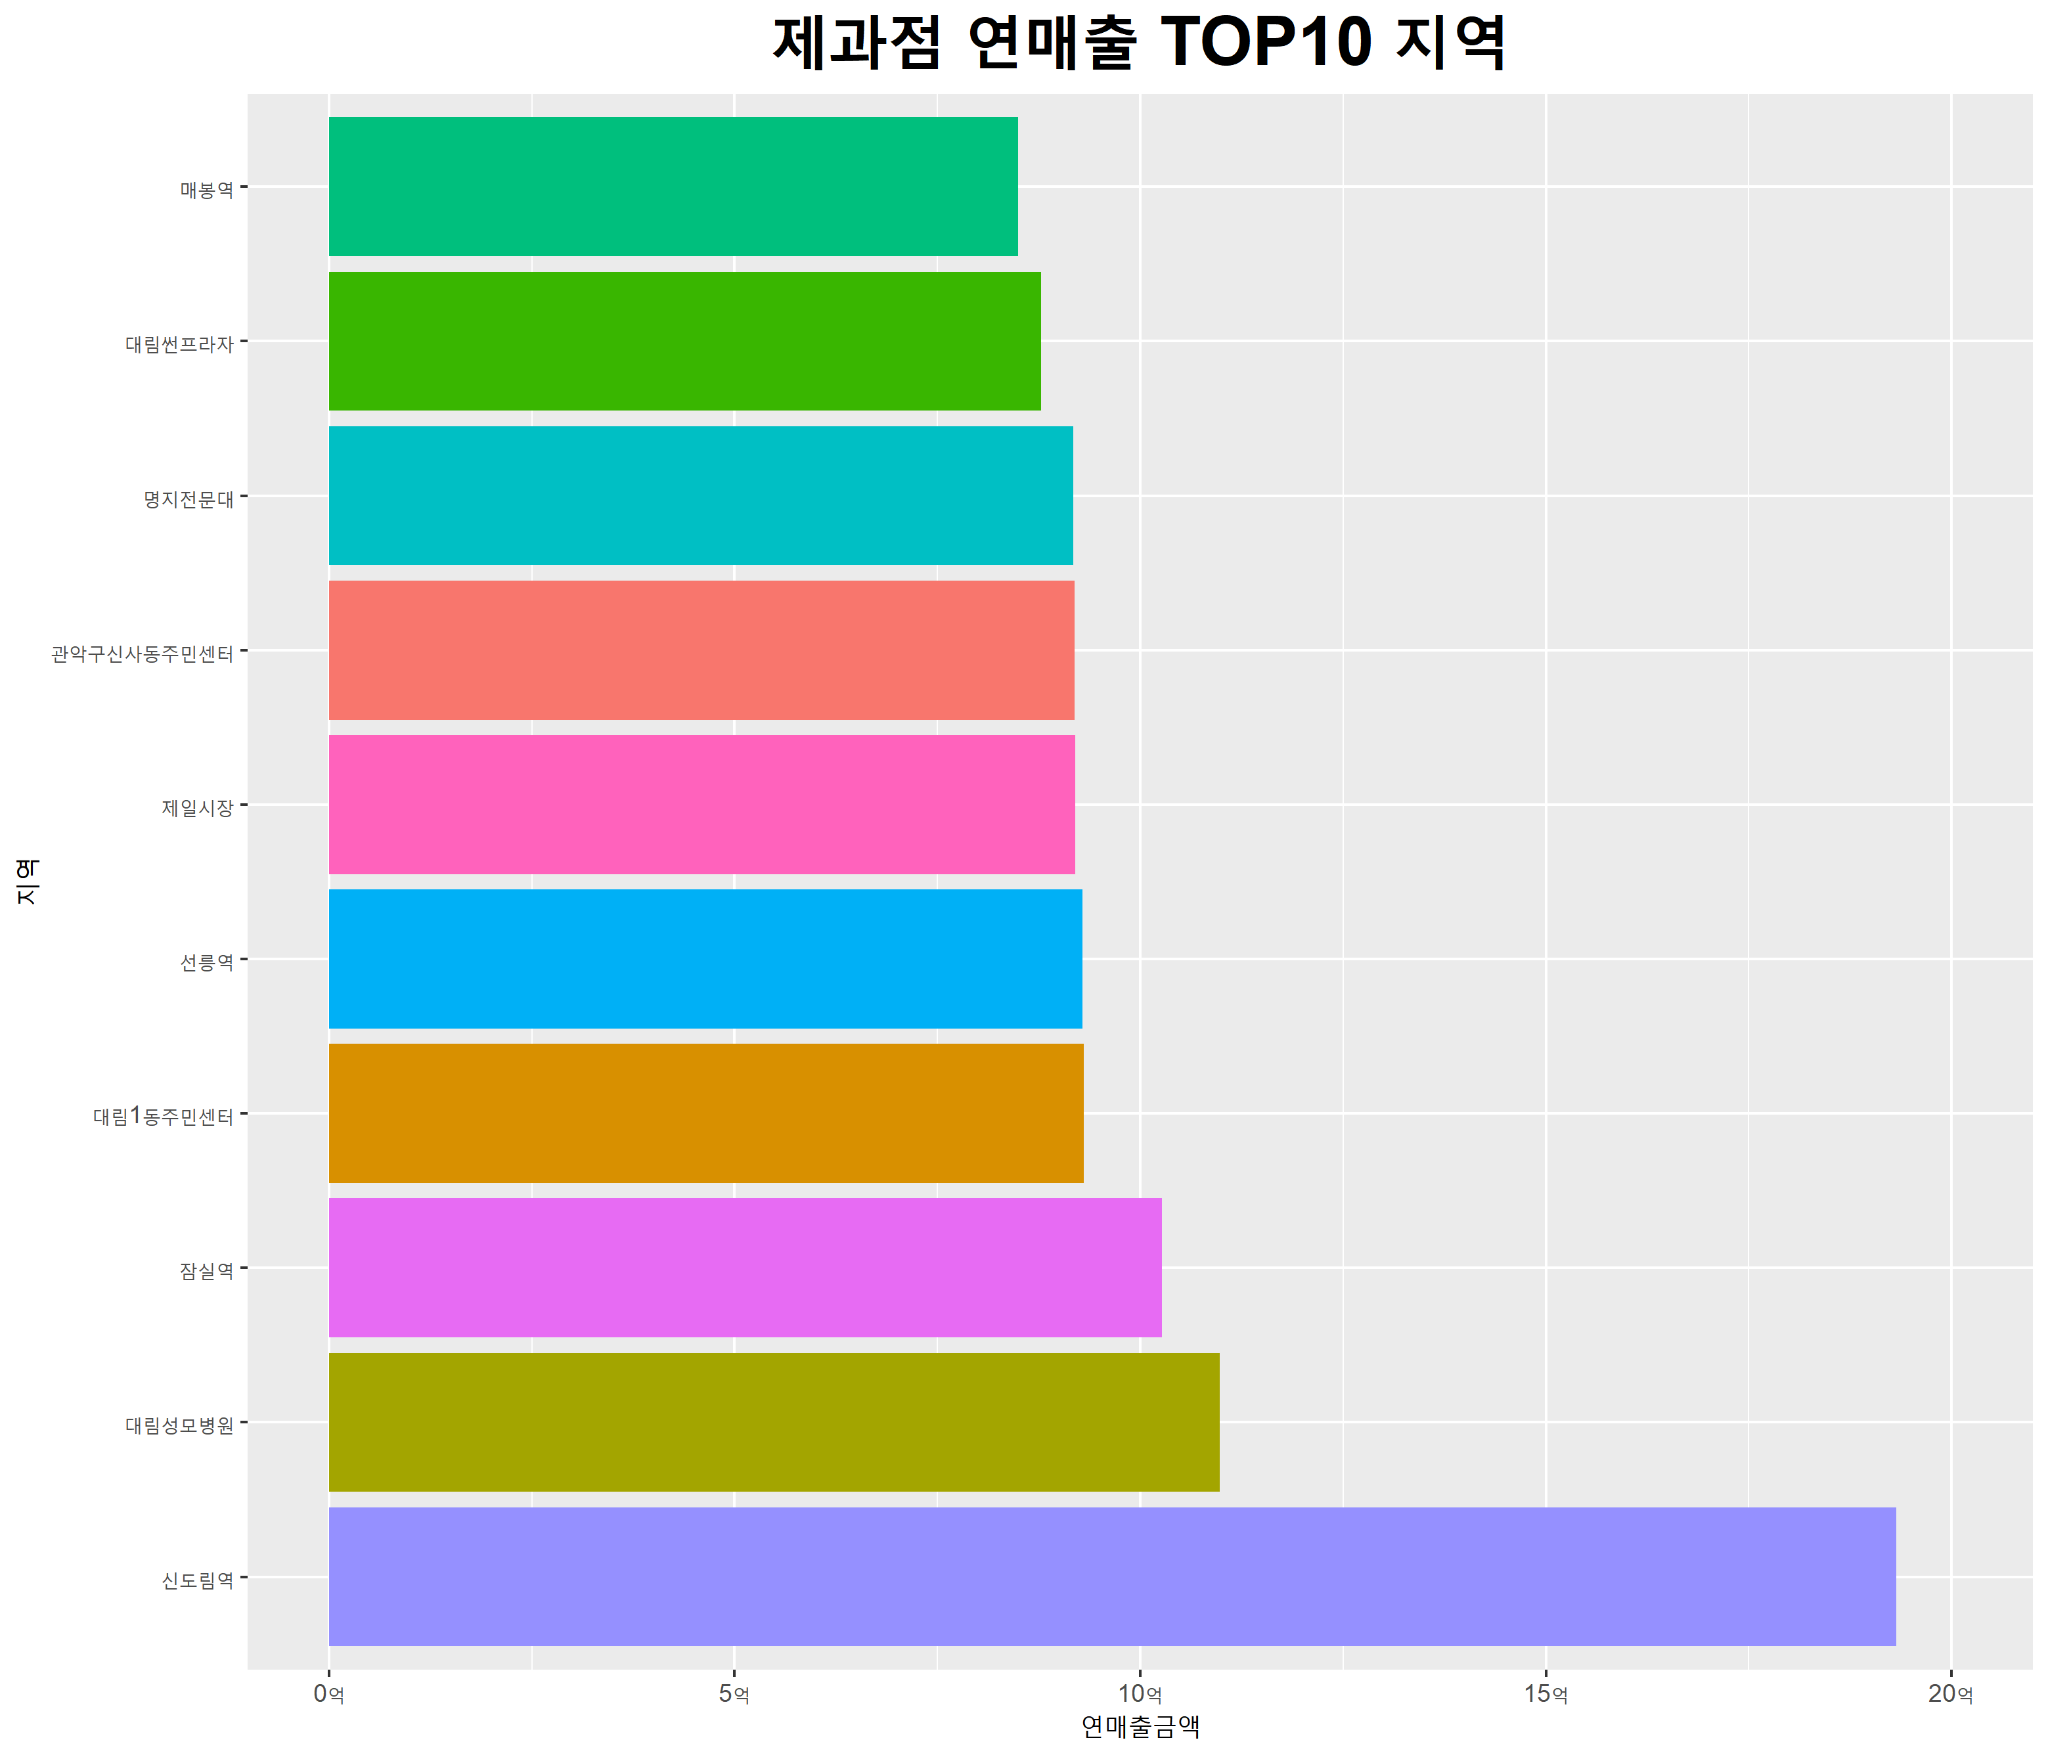 제과점 연매출 TOP10 지역
매봉역
대림썬프라자
명지전문대
관악구신사동주민센터
제일시장
선릉역
대림1동주민센터
잠실역
대림성모병원
신도림역
지역
0억 5억 10억 15억 20억
연매출금액